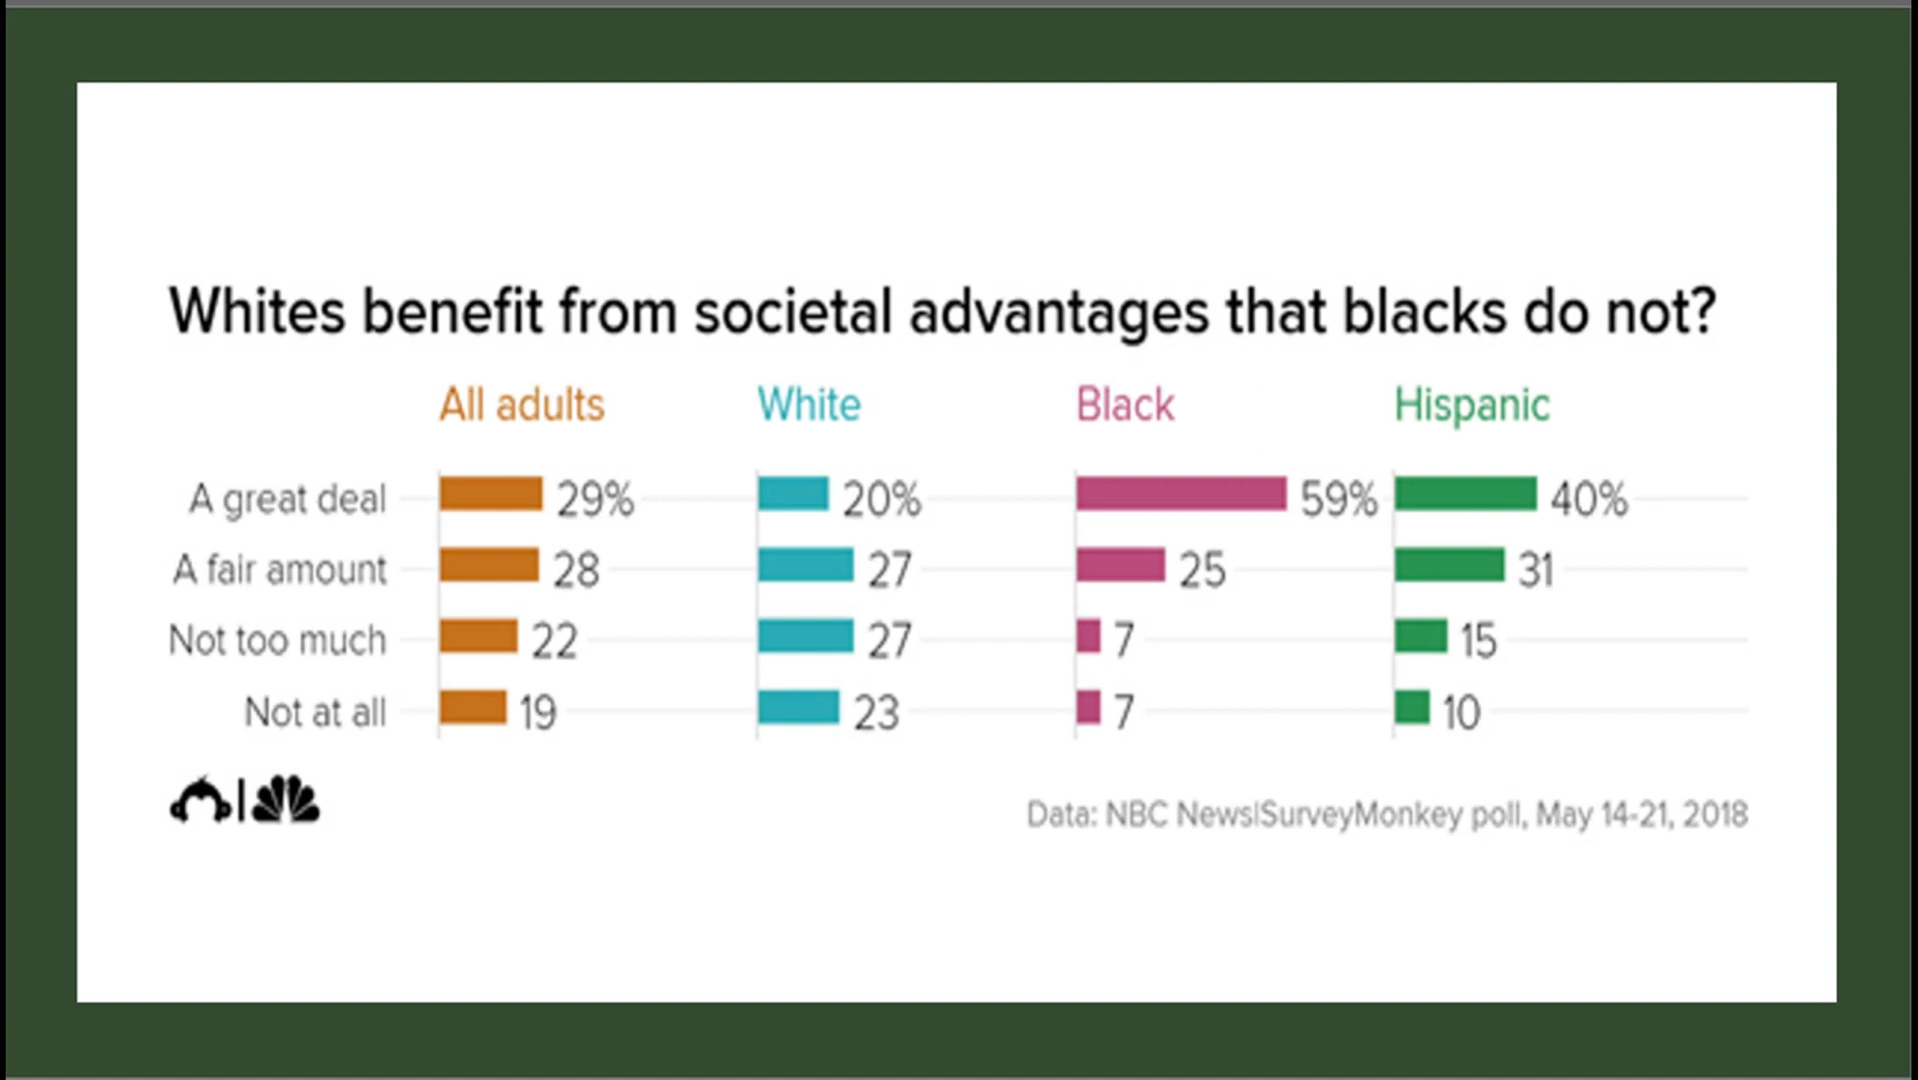 Whites benefit from societal advantages that blacks do not?
All adults White Black Hispanic
A great deal 29% 20% 59% 40%
A fair amount 28 27 25 31
Not too much 22 27 7 15
Not at all 19 23 7 10
Data: NBC News|SurveyMonkey poll, May 14-21, 2018